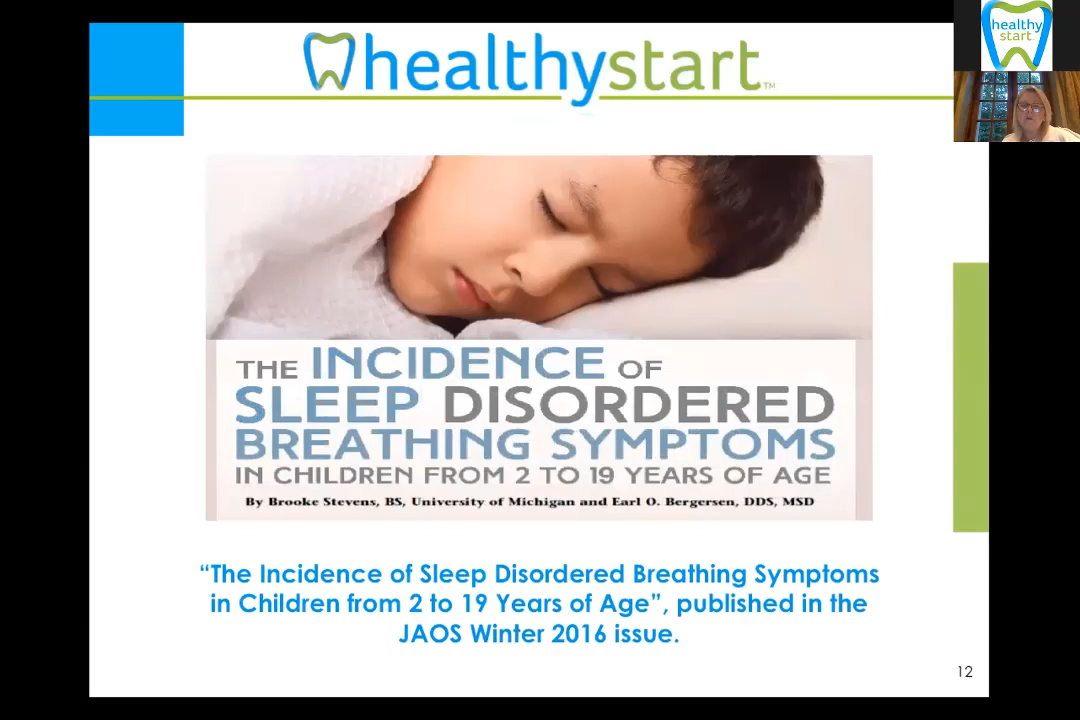 healthystart™
healthy
start
THE INCIDENCE OF
SLEEP DISORDERED
BREATHING SYMPTOMS
IN CHILDREN FROM 2 TO 19 YEARS OF AGE
By Brooke Stevens, BS, University of Michigan and Earl O. Bergersen, DDS, MSD
“The Incidence of Sleep Disordered Breathing Symptoms
in Children from 2 to 19 Years of Age”, published in the
JAOS Winter 2016 issue.
12